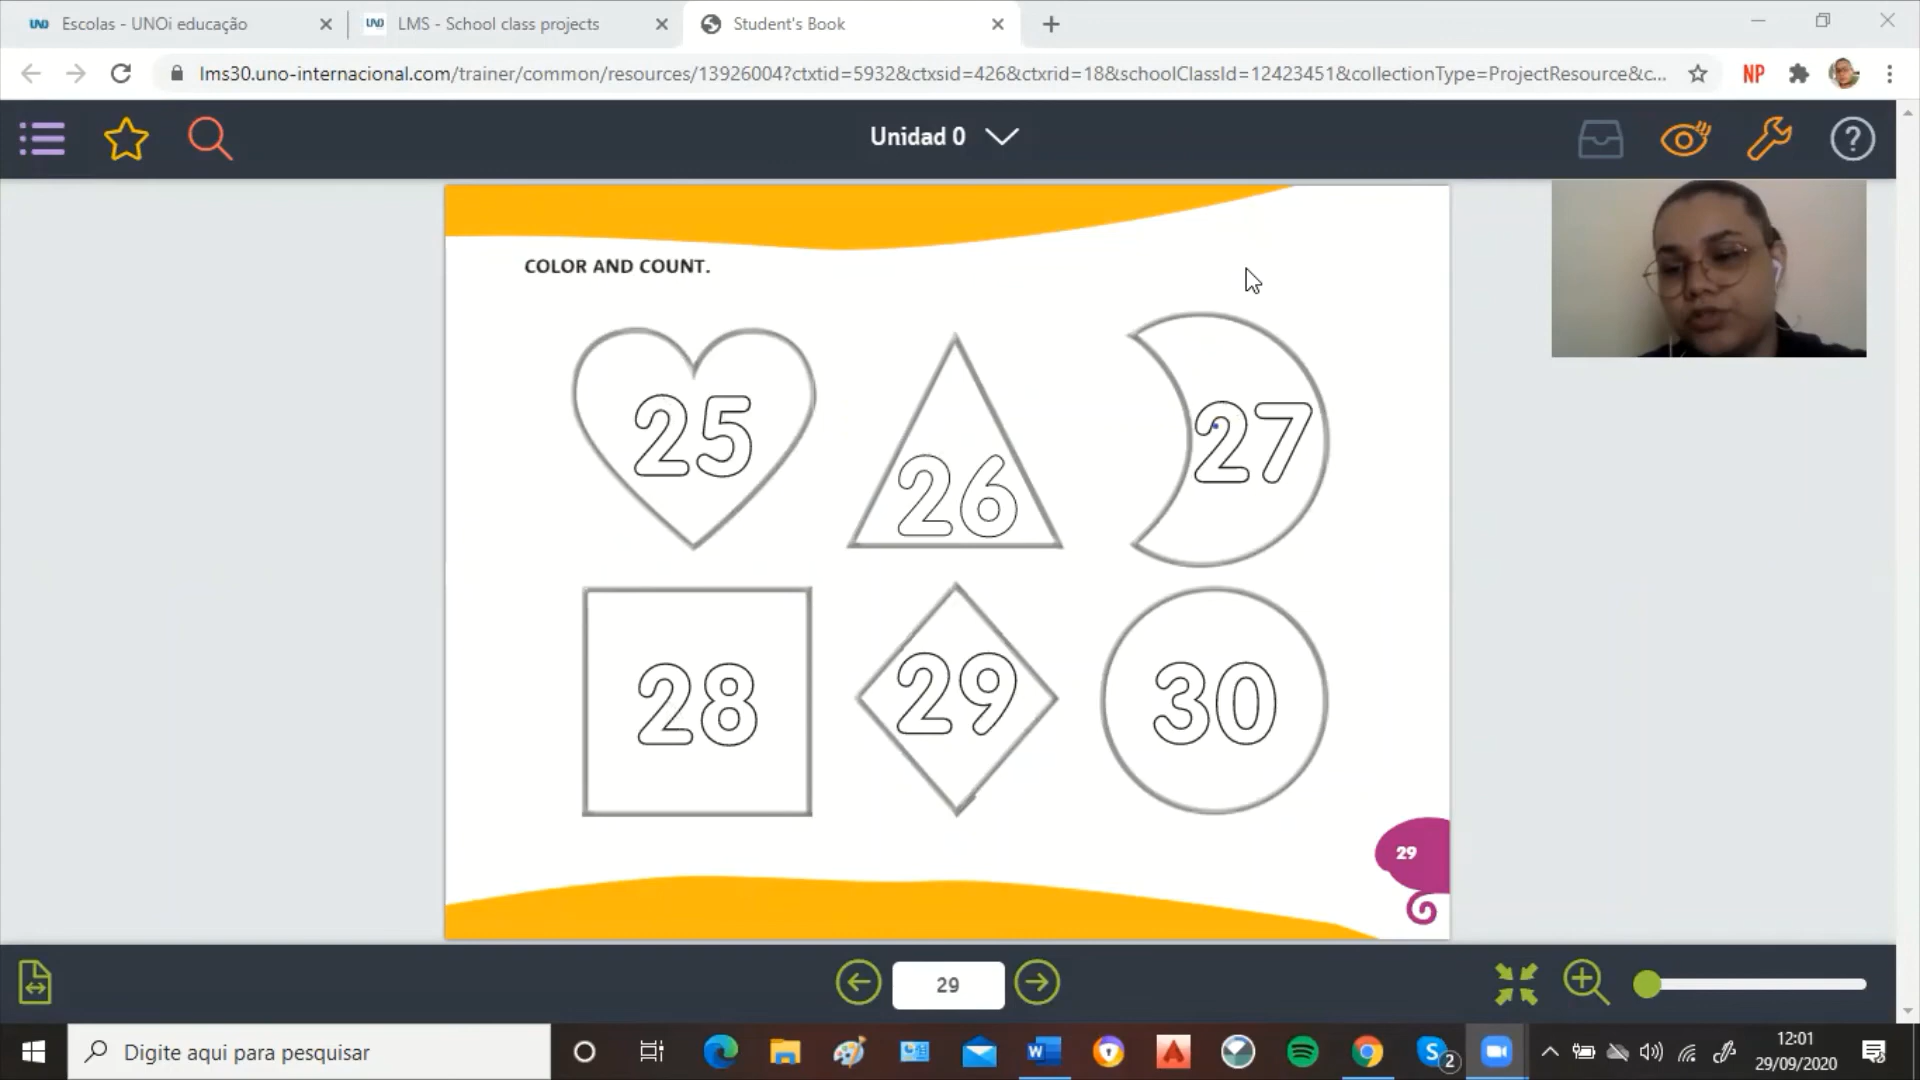 Escolas - UNOi educação
LMS - School class projects
Student's Book
lms30.uno-internacional.com/trainer/common/resources/13926004?ctxtid=5932&ctxsid=426&ctxrid=18&schoolClassId=12423451&collectionType=ProjectResource&c...
NP
Unidad 0
COLOR AND COUNT.
25
26
27
28
29
30
29
29
Digite aqui para pesquisar
2
12:01
29/09/2020